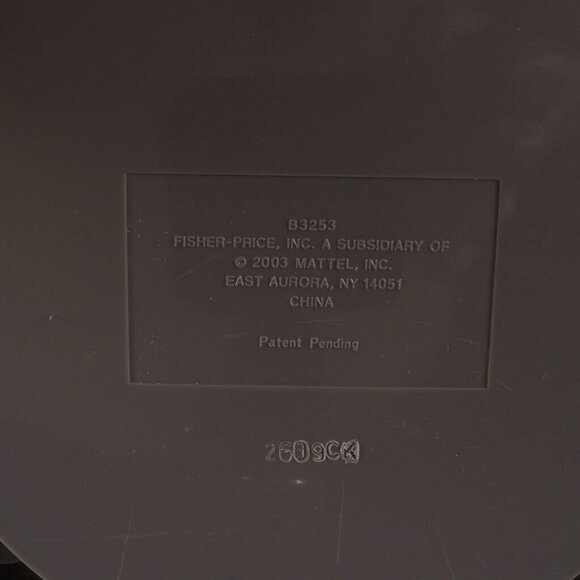 B3253
FISHER-PRICE, INC. A SUBSIDIARY OF
© 2003 MATTEL, INC.
EAST AURORA, NY 14051
CHINA
Patent Pending